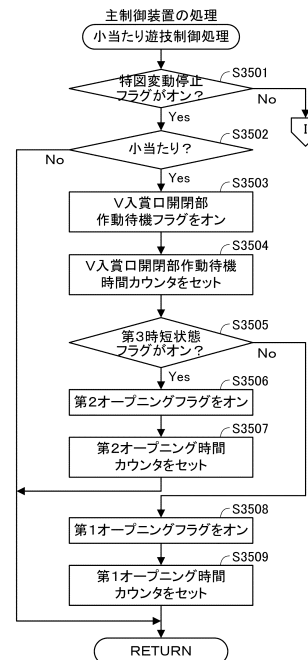 主制御装置の処理
小当たり遊技制御処理
S3501
特図変動停止
フラグがオン？
No
Yes
I
S3502
小当たり？
No
Yes
S3503
V入賞口開閉部
作動待機フラグをオン
S3504
V入賞口開閉部作動待機
時間カウンタをセット
S3505
第3時短状態
フラグがオン？
No
Yes
S3506
第2オープニングフラグをオン
S3507
第2オープニング時間
カウンタをセット
S3508
第1オープニングフラグをオン
S3509
第1オープニング時間
カウンタをセット
RETURN